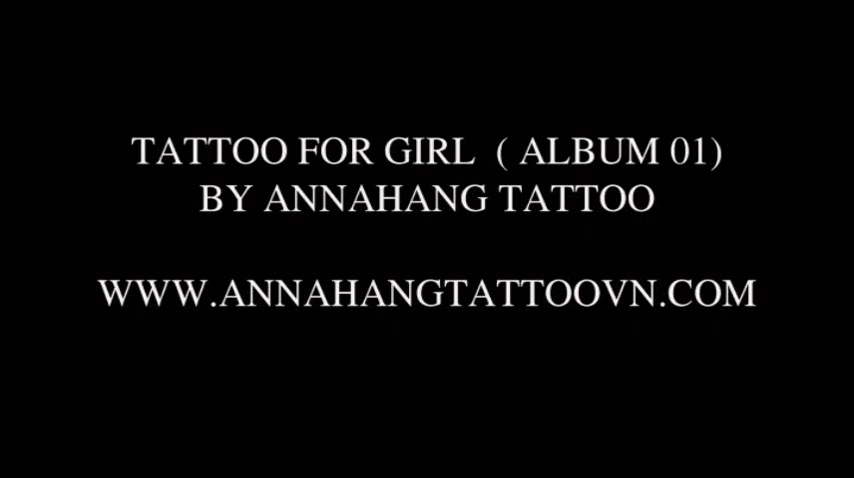 TATTOO FOR GIRL ( ALBUM 01)
BY ANNAHANG TATTOO
WWW.ANNAHANGTATTOOVN.COM